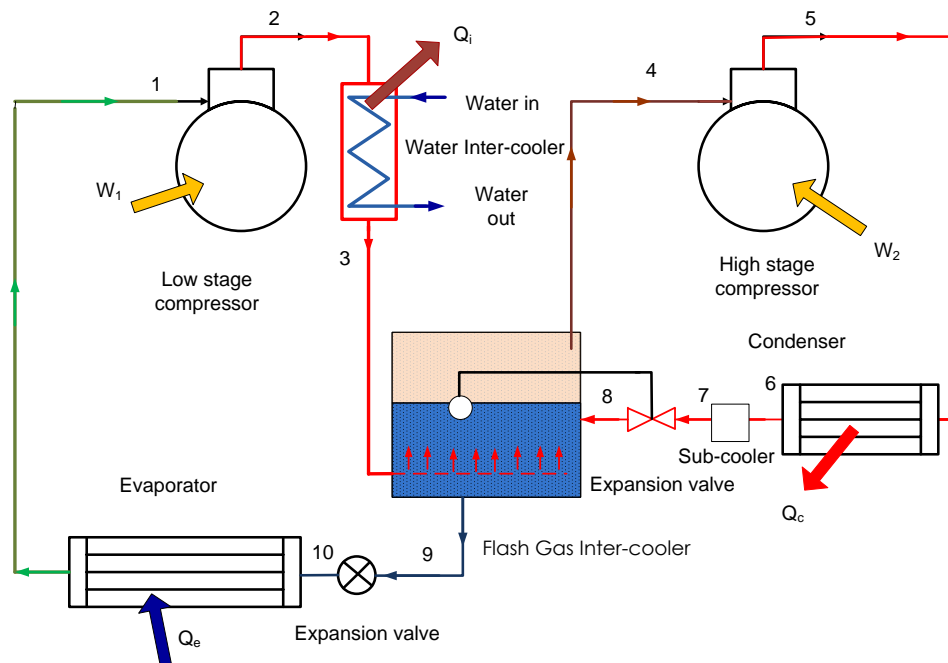 2
5
Qi
1
4
Water in
Water Inter-cooler
W1
Water
out
W2
3
Low stage
compressor
High stage
compressor
Condenser
8
7
6
Sub-cooler
Evaporator
Expansion valve
Qc
10
9
Flash Gas Inter-cooler
Qe
Expansion valve